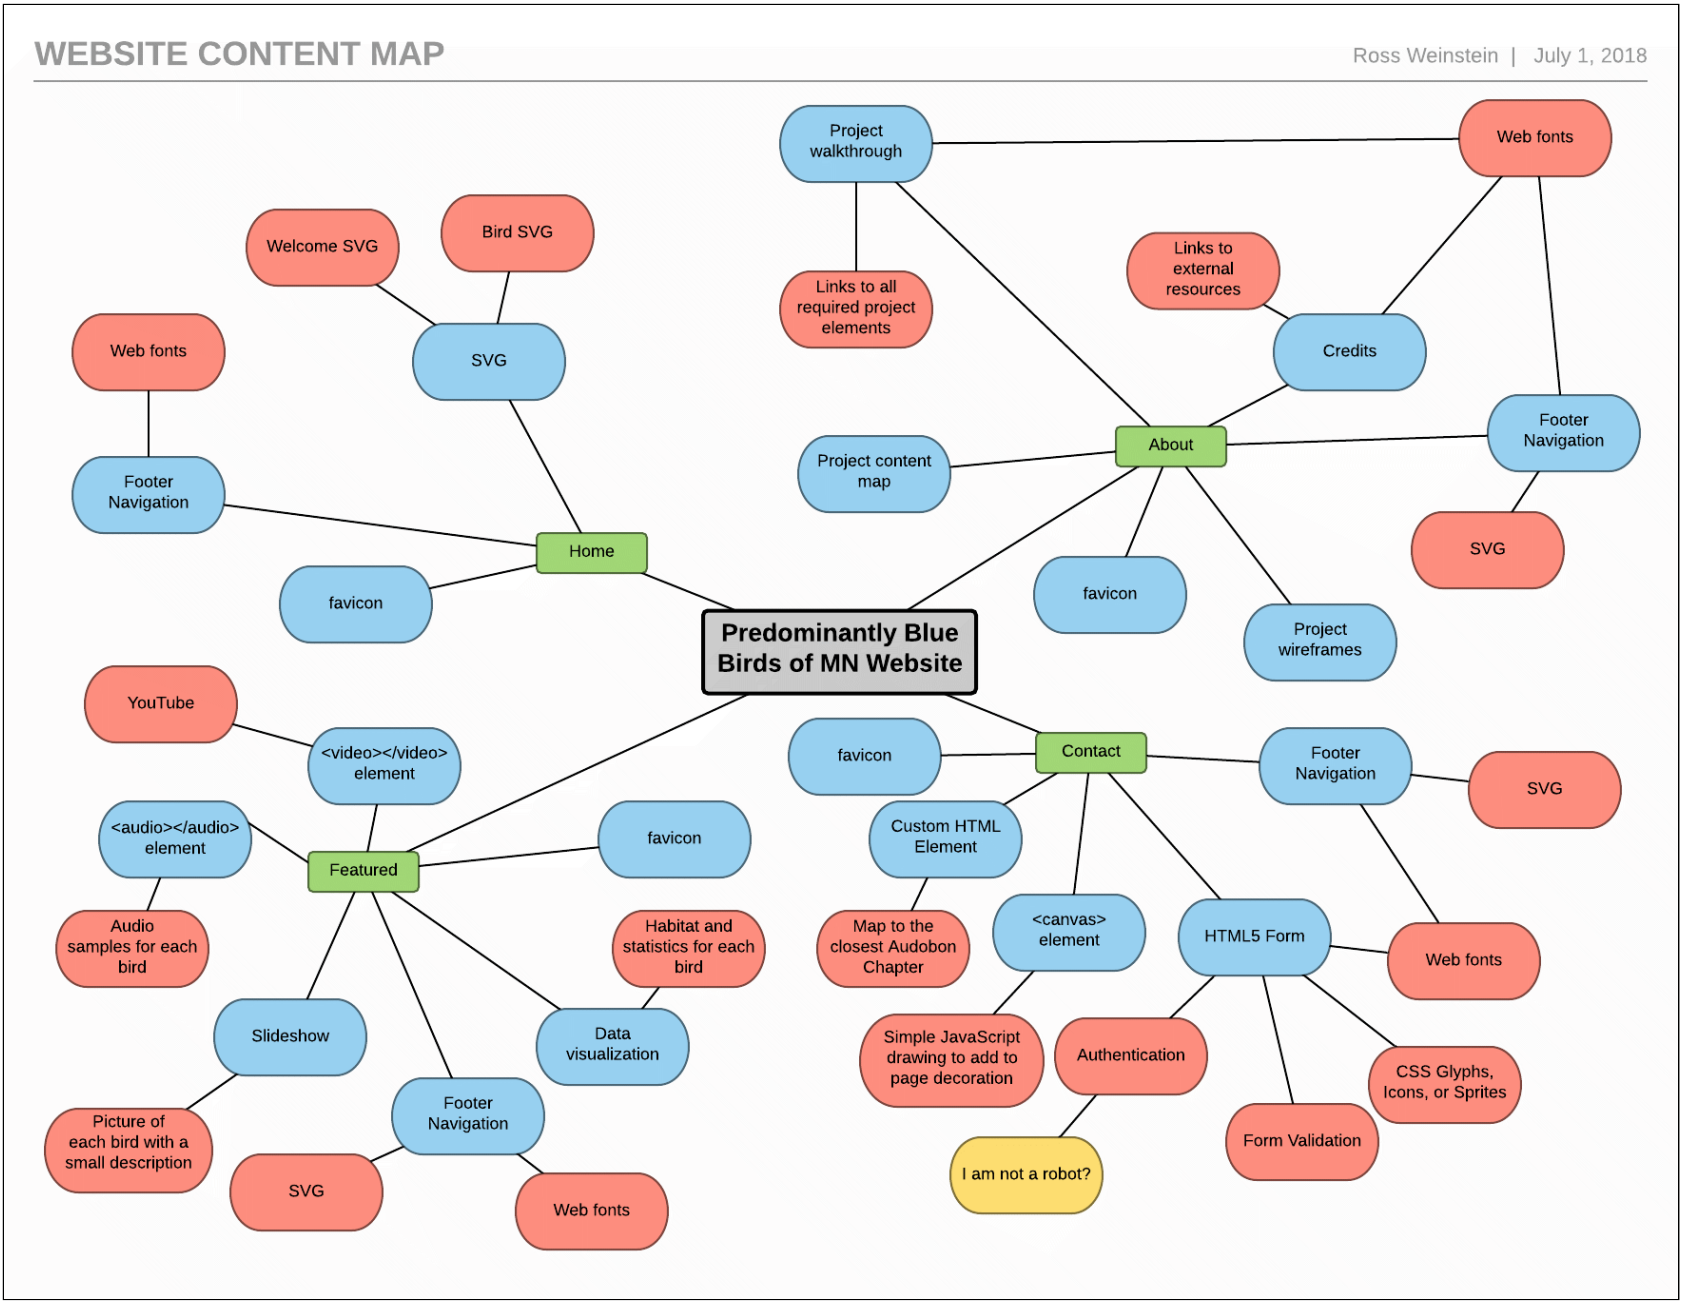 WEBSITE CONTENT MAP
Ross Weinstein | July 1, 2018
Project
walkthrough
Web fonts
Welcome SVG
Bird SVG
Links to
external
resources
Links to all
required project
elements
Web fonts
SVG
Credits
Footer
Navigation
About
Project content
map
Footer
Navigation
SVG
Home
favicon
favicon
Project
wireframes
Predominantly Blue
Birds of MN Website
YouTube
<video></video>
element
favicon
Contact
Footer
Navigation
SVG
<audio></audio>
element
favicon
Custom HTML
Element
Featured
Audio
samples for each
bird
Habitat and
statistics for each
bird
Map to the
closest Audobon
Chapter
<canvas>
element
HTML5 Form
Web fonts
Slideshow
Data
visualization
Simple JavaScript
drawing to add to
page decoration
Authentication
CSS Glyphs,
Icons, or Sprites
Picture of
each bird with a
small description
Footer
Navigation
Form Validation
I am not a robot?
SVG
Web fonts